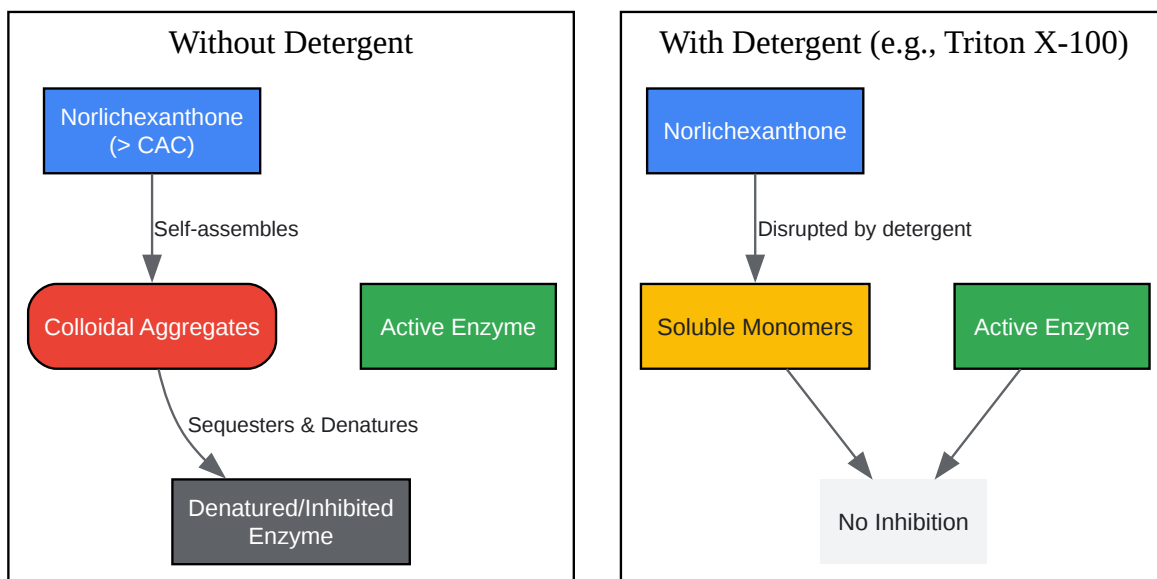 Without Detergent
Norlichexanthone
(> CAC)
Self-assembles
Colloidal Aggregates
Active Enzyme
Sequesters & Denatures
Denatured/Inhibited
Enzyme
With Detergent (e.g., Triton X-100)
Norlichexanthone
Disrupted by detergent
Soluble Monomers
Active Enzyme
No Inhibition